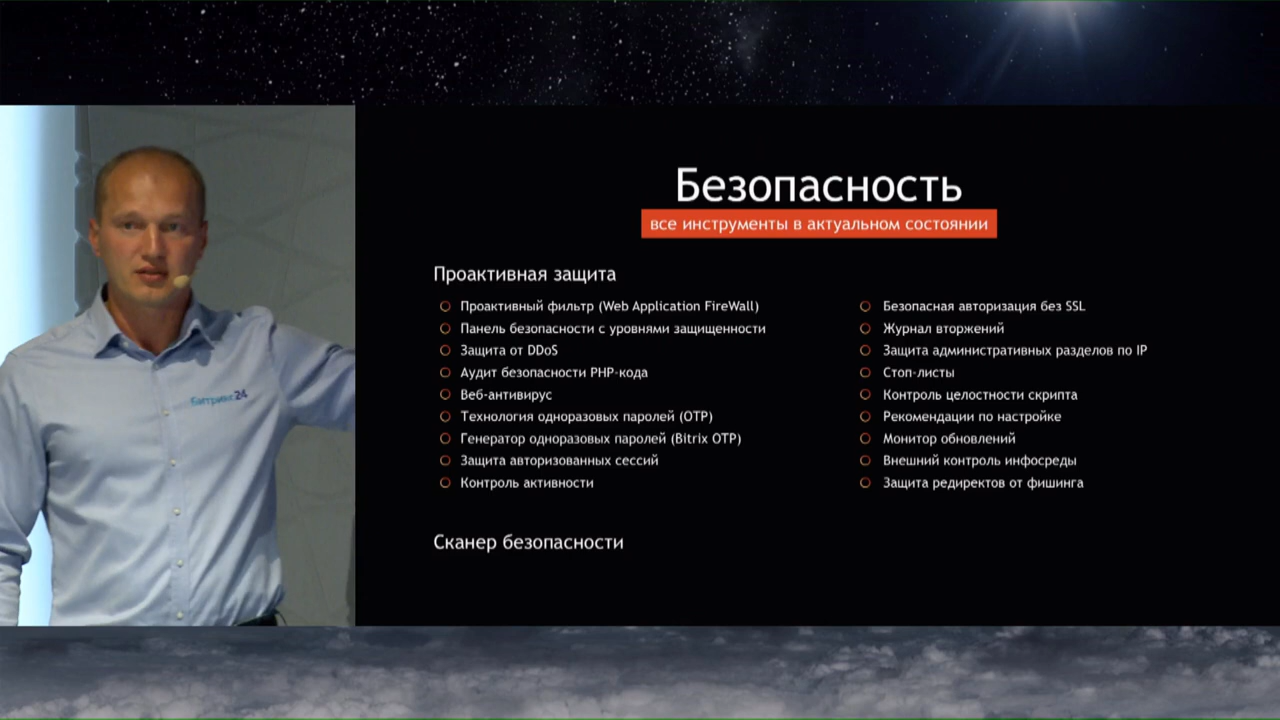 Безопасность
все инструменты в актуальном состоянии
Проактивная защита
Проактивный фильтр (Web Application FireWall)
Панель безопасности с уровнями защищенности
Защита от DDoS
Аудит безопасности PHP-кода
Веб-антивирус
Технология одноразовых паролей (OTP)
Генератор одноразовых паролей (Bitrix OTP)
Защита авторизованных сессий
Контроль активности
Безопасная авторизация без SSL
Журнал вторжений
Защита административных разделов по IP
Стоп-листы
Контроль целостности скрипта
Рекомендации по настройке
Монитор обновлений
Внешний контроль инфосреды
Защита редиректов от фишинга
Сканер безопасности
Битрикс24